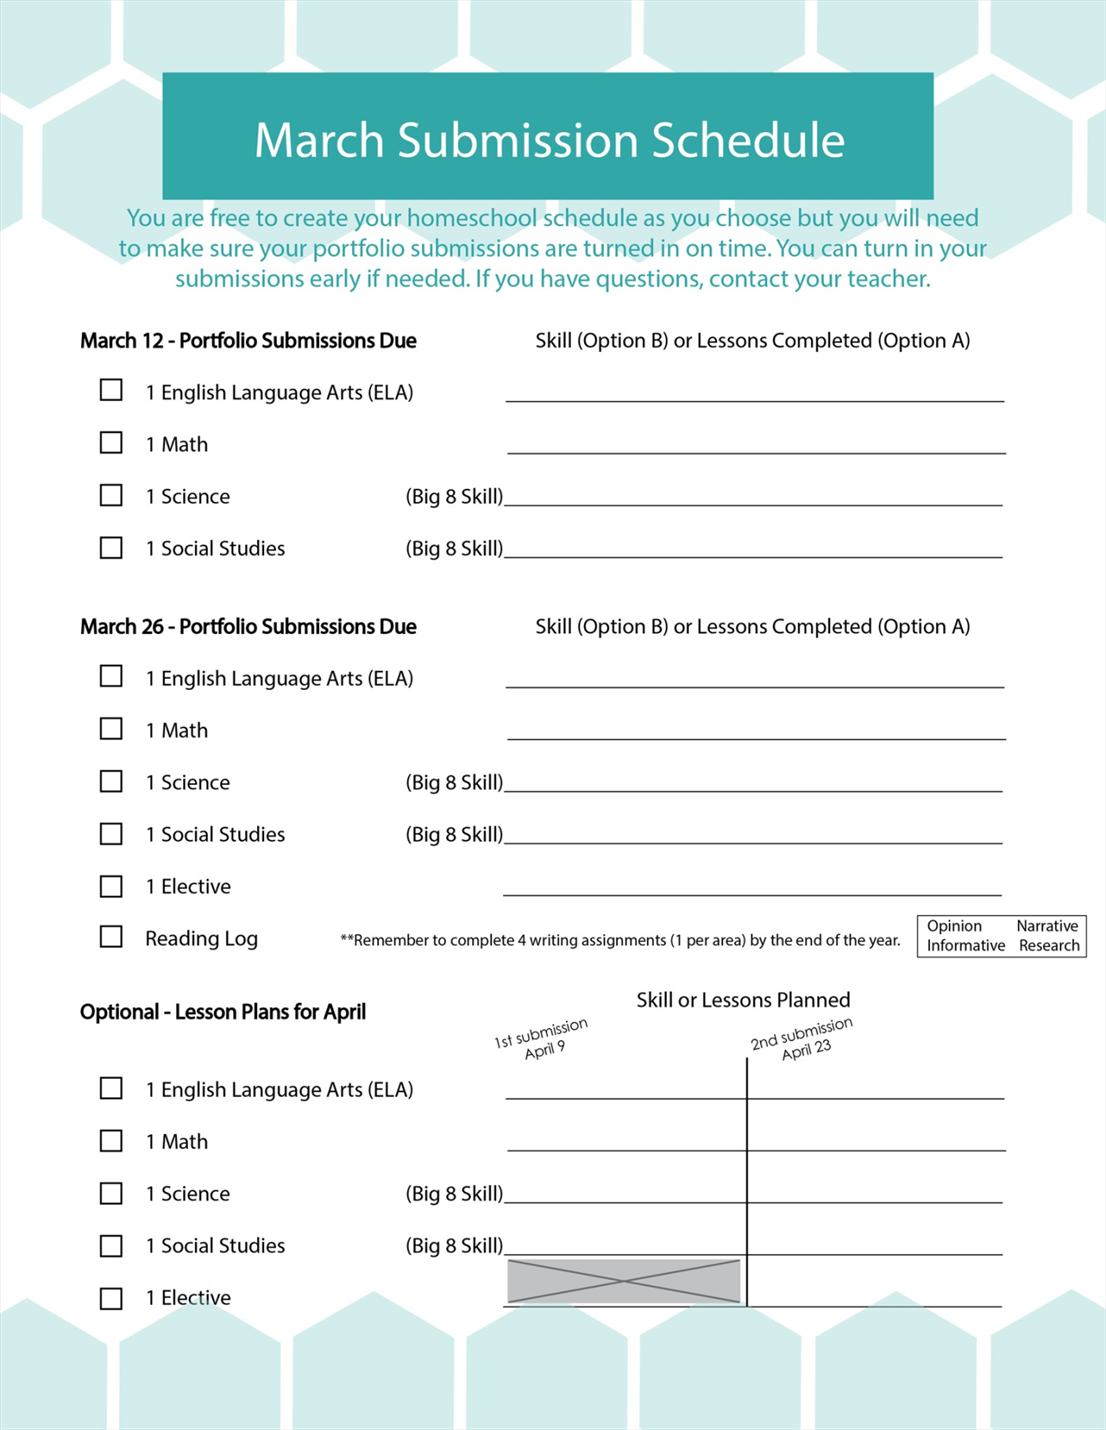 March Submission Schedule
You are free to create your homeschool schedule as you choose but you will need
to make sure your portfolio submissions are turned in on time. You can turn in your
submissions early if needed. If you have questions, contact your teacher.
March 12 - Portfolio Submissions Due Skill (Option B) or Lessons Completed (Option A)
1 English Language Arts (ELA)
1 Math
1 Science (Big 8 Skill)
1 Social Studies (Big 8 Skill)
March 26 - Portfolio Submissions Due Skill (Option B) or Lessons Completed (Option A)
1 English Language Arts (ELA)
1 Math
1 Science (Big 8 Skill)
1 Social Studies (Big 8 Skill)
1 Elective
Reading Log **Remember to complete 4 writing assignments (1 per area) by the end of the year.
Opinion Narrative
Informative Research
Optional - Lesson Plans for April Skill or Lessons Planned
1st submission
April 9
2nd submission
April 23
1 English Language Arts (ELA)
1 Math
1 Science (Big 8 Skill)
1 Social Studies (Big 8 Skill)
1 Elective